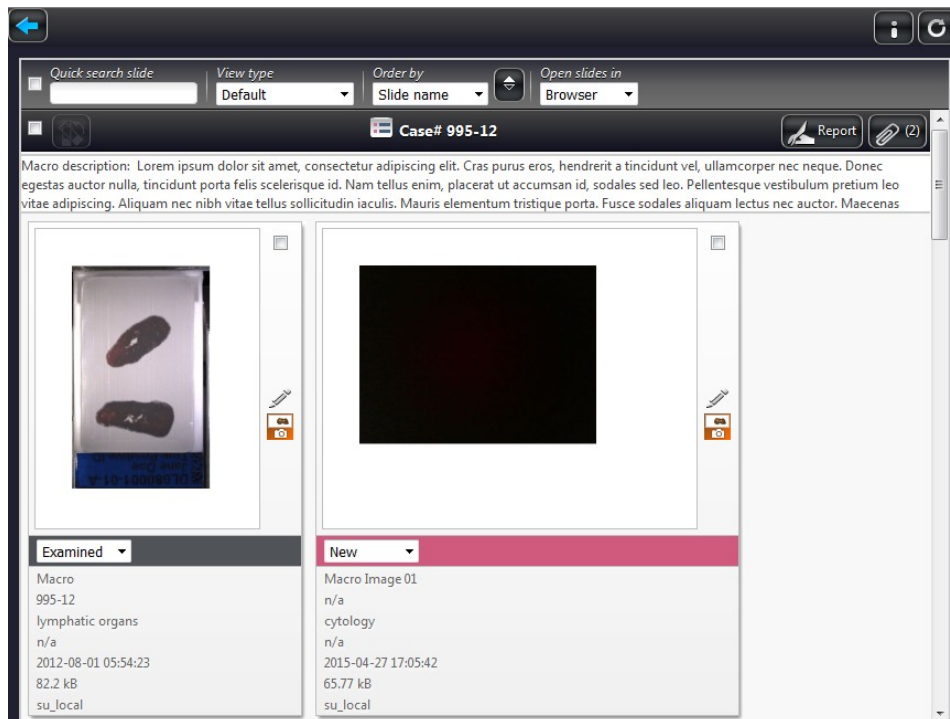 Quick search slide
View type
Order by
Open slides in
Default
Slide name
Browser
Case# 995-12
Report
(2)
Macro description: Lorem ipsum dolor sit amet, consectetur adipiscing elit. Cras purus eros, hendrerit a tincidunt vel, ullamcorper nec neque. Donec
egestas auctor nulla, tincidunt porta felis scelerisque id. Nam tellus enim, placerat ut accumsan id, sodales sed leo. Pellentesque vestibulum pretium leo
vitae adipiscing. Aliquam nec nibh vitae tellus sollicitudin iaculis. Mauris elementum tristique porta. Fusce sodales aliquam lectus nec auctor. Maecenas
Jane Doe
Examined
Macro
995-12
lymphatic organs
n/a
2012-08-01 05:54:23
82.2 kB
su_local
New
Macro Image 01
n/a
cytology
n/a
2015-04-27 17:05:42
65.77 kB
su_local